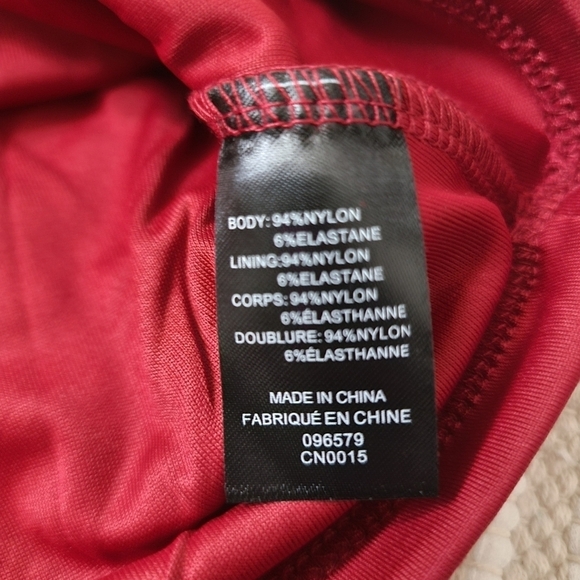 BODY: 94%NYLON
6%ELASTANE
LINING:94%NYLON
6%ELASTANE
CORPS: 94%NYLON
6%ÉLASTHANNE
DOUBLURE: 94%NYLON
6%ÉLASTHANNE
MADE IN CHINA
FABRIQUÉ EN CHINE
096579
CN0015